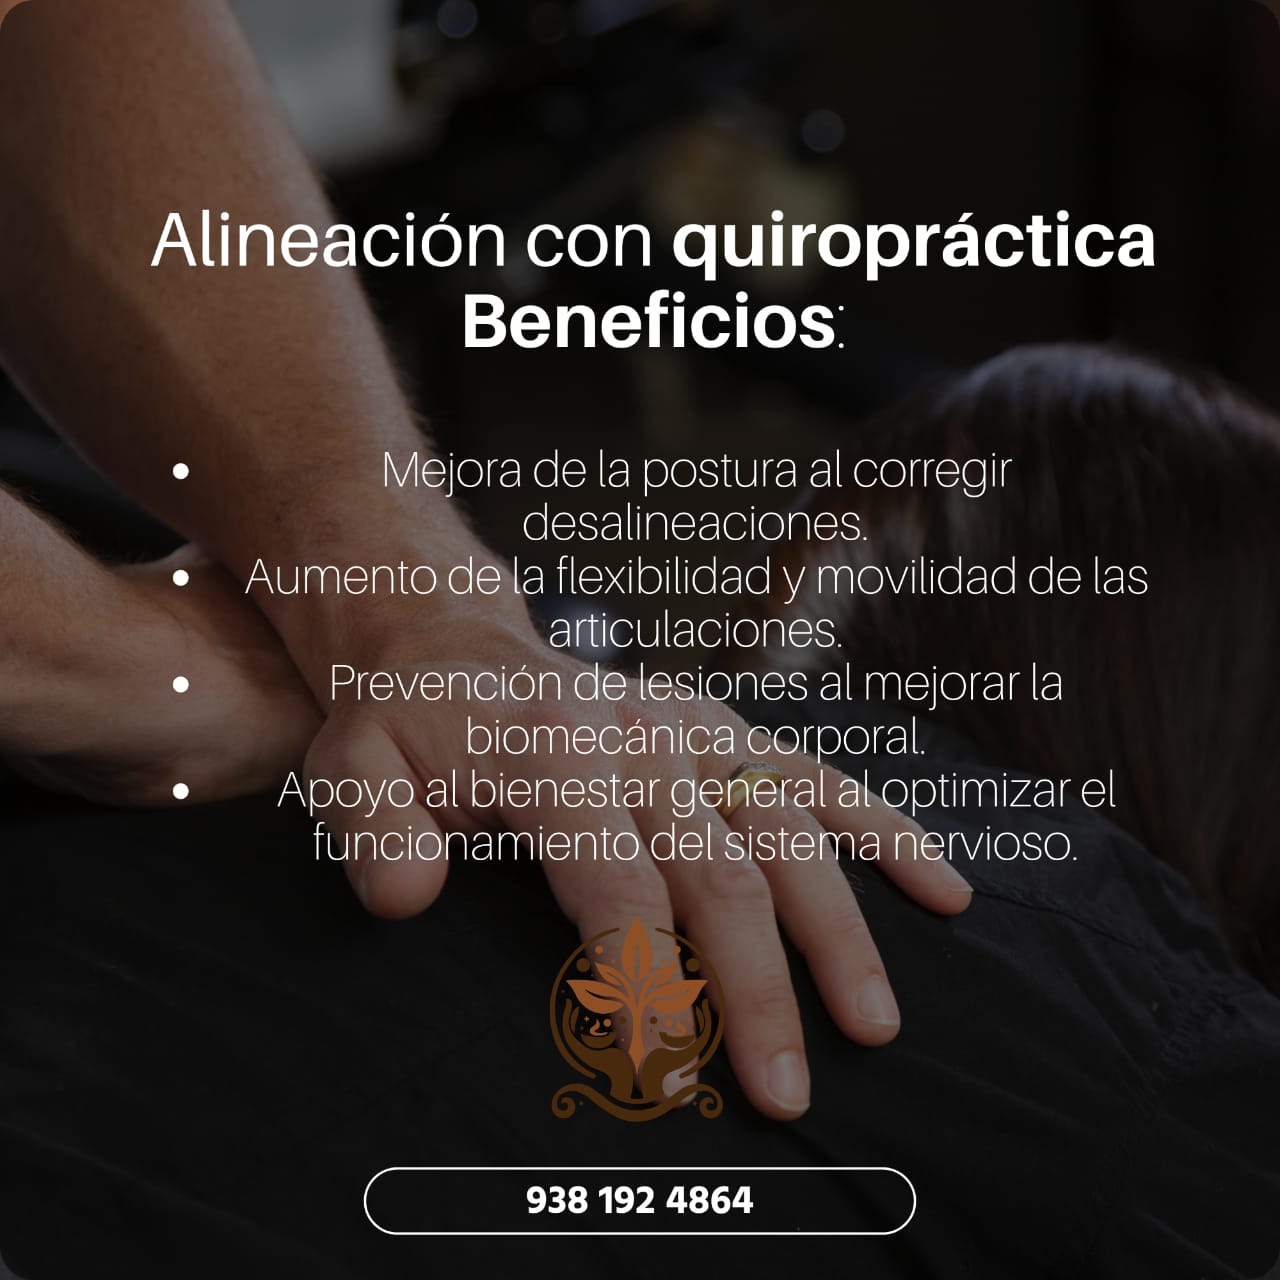 Alineación con quiropráctica
Beneficios:
• Mejora de la postura al corregir
desalineaciones.
• Aumento de la flexibilidad y movilidad de las
articulaciones.
• Prevención de lesiones al mejorar la
biomecánica corporal.
• Apoyo al bienestar general al optimizar el
funcionamiento del sistema nervioso.
938 192 4864